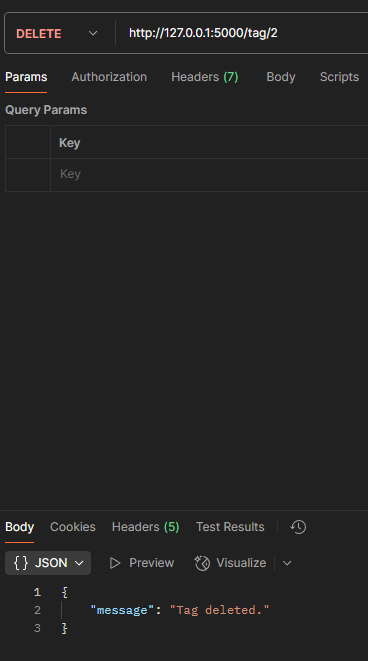 DELETE http://127.0.0.1:5000/tag/2
Params Authorization Headers (7) Body Scripts
Query Params
Key
Key
Body Cookies Headers (5) Test Results
{} JSON Preview Visualize
1 {
2 "message": "Tag deleted."
3 }